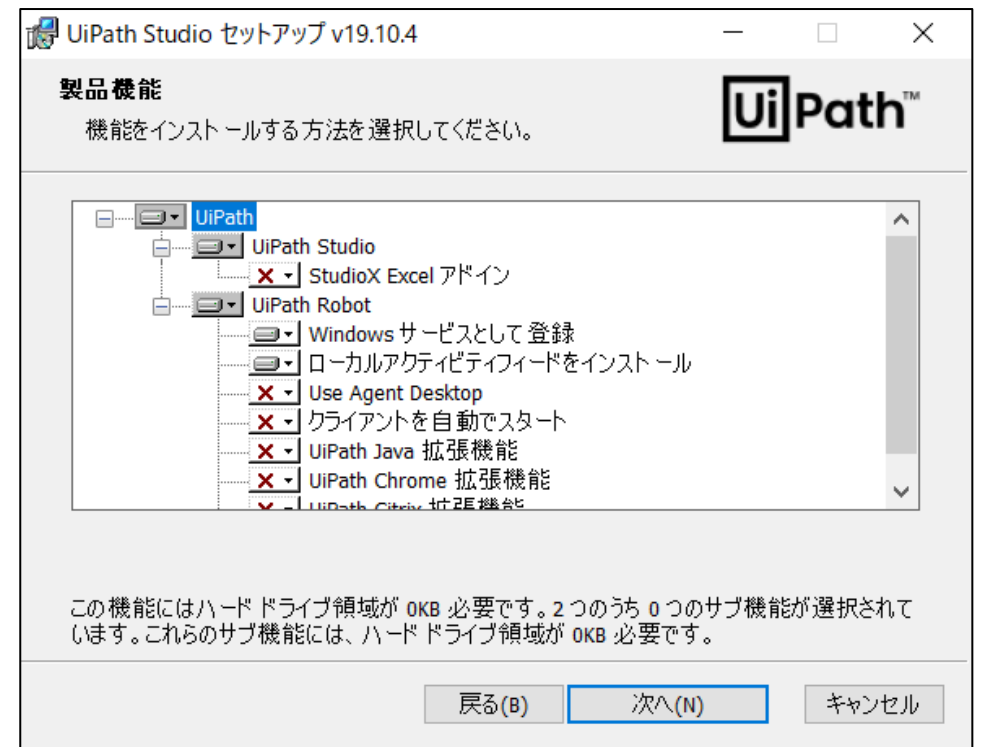 UiPath Studio セットアップ v19.10.4
製品機能
機能をインストールする方法を選択してください。
UiPath™
UiPath
UiPath Studio
StudioX Excel アドイン
UiPath Robot
Windows サービスとして登録
ローカルアクティビティフィードをインストール
Use Agent Desktop
クライアントを自動でスタート
UiPath Java 拡張機能
UiPath Chrome 拡張機能
UiPath Citrix 拡張機能
この機能にはハード ドライブ領域が 0KB 必要です。2 つのうち 0 つのサブ機能が選択されて
います。これらのサブ機能には、ハード ドライブ領域が 0KB 必要です。
戻る(B)
次へ(N)
キャンセル